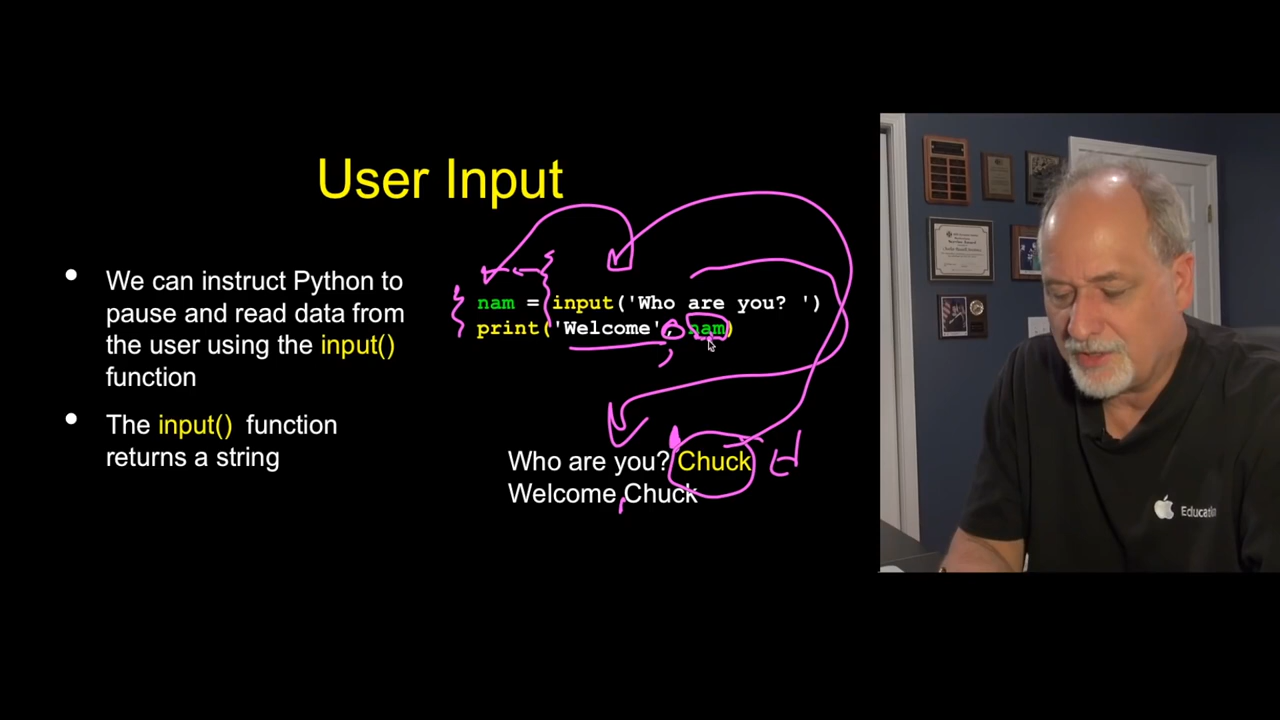 User Input
We can instruct Python to
pause and read data from
the user using the input()
function
The input() function
returns a string
nam = input('Who are you? ')
print('Welcome', nam)
Who are you? Chuck
Welcome Chuck